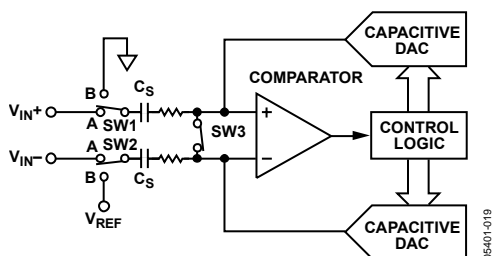 CAPACITIVE
DAC
COMPARATOR
B
CS
VIN+
A SW1
SW3
+
CONTROL
LOGIC
VIN–
A SW2
–
B
CS
VREF
CAPACITIVE
DAC
05401-019